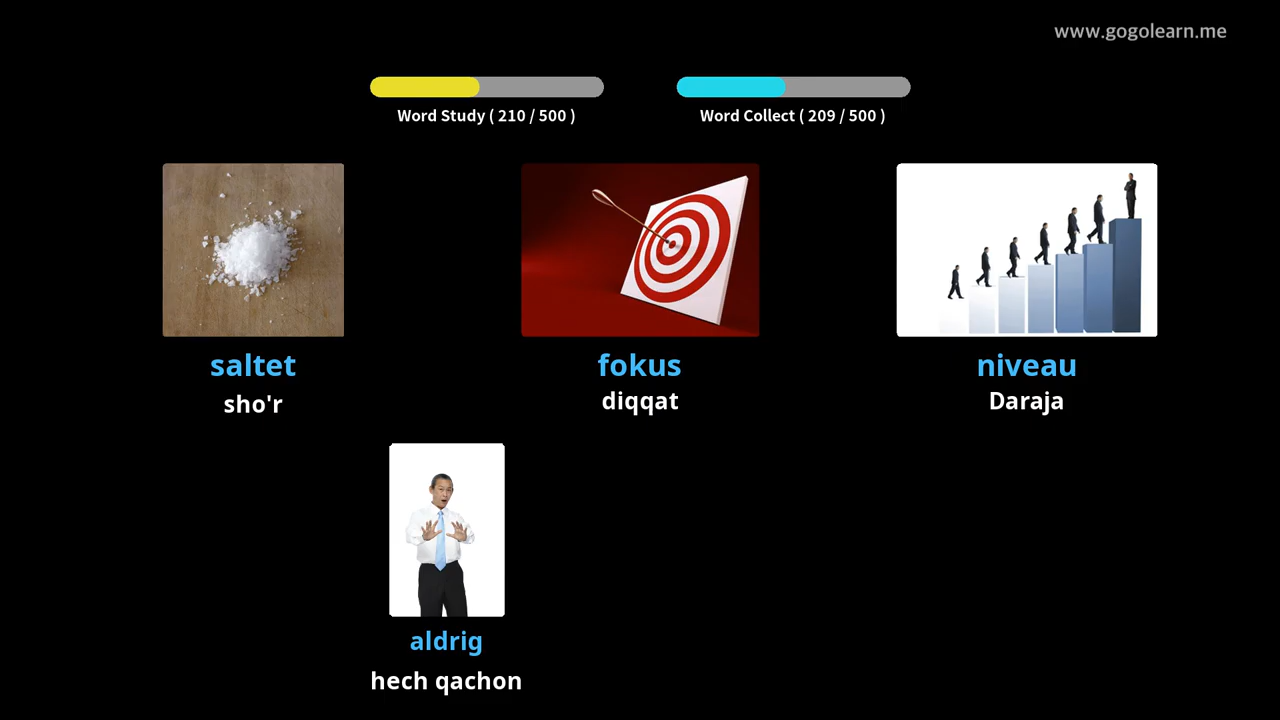 www.gogolearn.me
Word Study ( 210 / 500 )
Word Collect ( 209 / 500 )
saltet
sho'r
fokus
diqqat
niveau
Daraja
aldrig
hech qachon